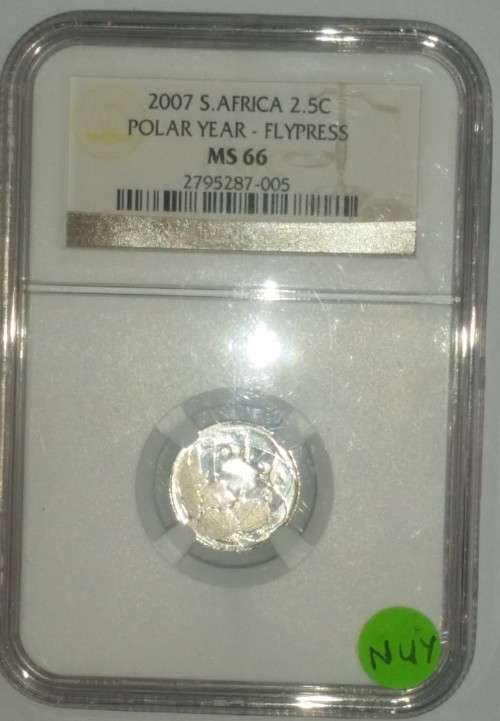 2007 S.AFRICA 2.5C
POLAR YEAR - FLYPRESS
MS 66
2795287-005
NUY